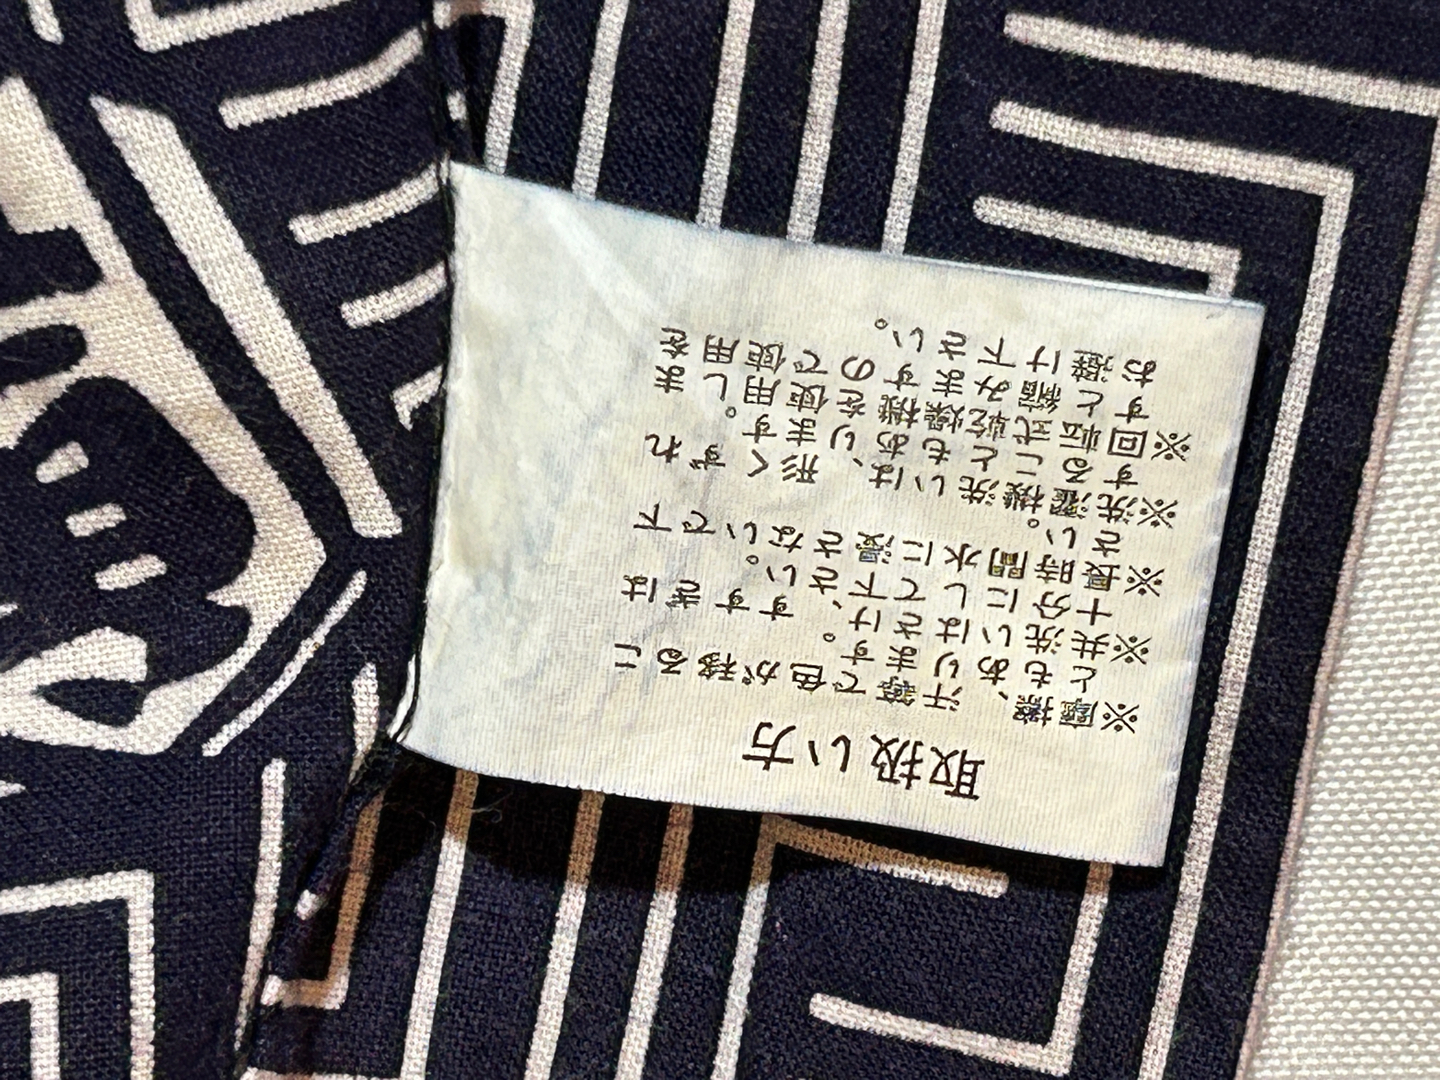 取扱い方
※摩擦、汗等で色が移るこ
ともあります。
※共洗いはさけ、すすぎは
十分にして下さい。
※長時間水に浸さないで下
さい。
※洗濯機洗いは、形くずれ
することもあります。
※回転式乾燥機を使用しま
すと縮みますので使用を
お避け下さい。